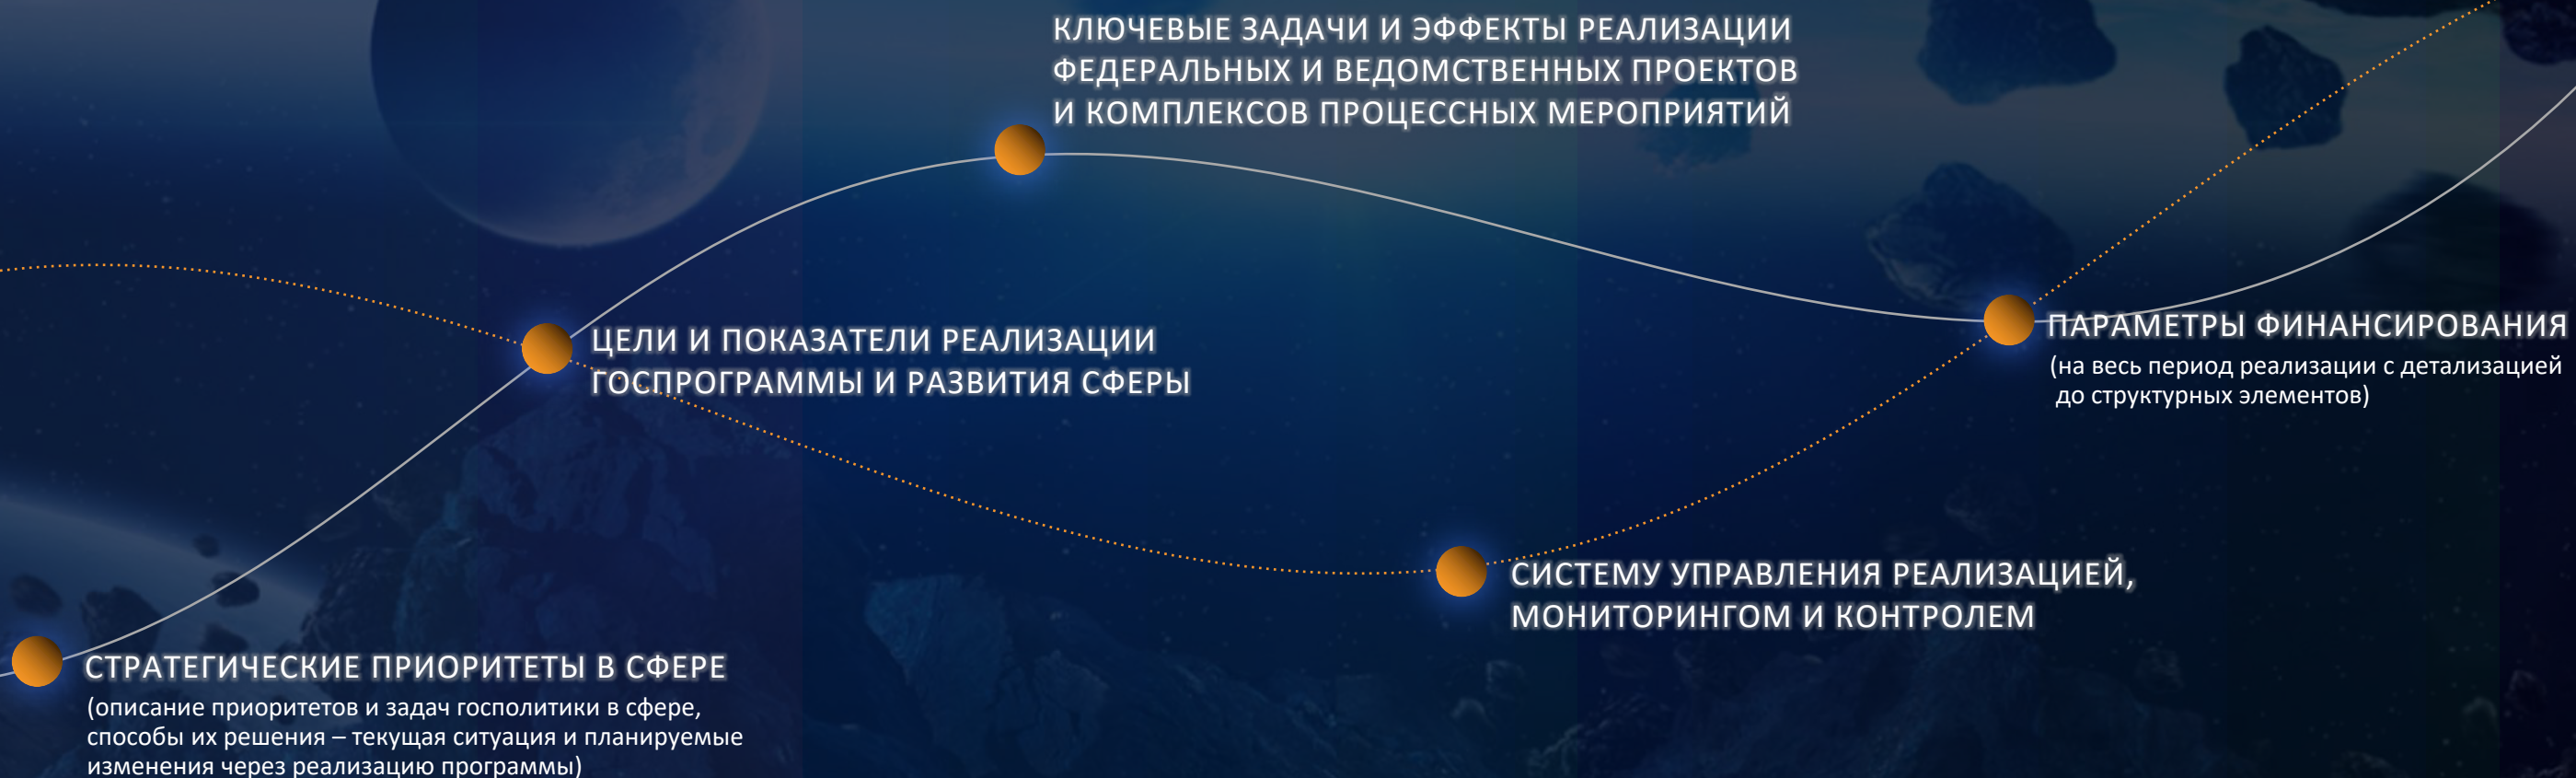 КЛЮЧЕВЫЕ ЗАДАЧИ И ЭФФЕКТЫ РЕАЛИЗАЦИИ
ФЕДЕРАЛЬНЫХ И ВЕДОМСТВЕННЫХ ПРОЕКТОВ
И КОМПЛЕКСОВ ПРОЦЕССНЫХ МЕРОПРИЯТИЙ
ЦЕЛИ И ПОКАЗАТЕЛИ РЕАЛИЗАЦИИ
ГОСПРОГРАММЫ И РАЗВИТИЯ СФЕРЫ
ПАРАМЕТРЫ ФИНАНСИРОВАНИЯ
(на весь период реализации с детализацией
до структурных элементов)
СИСТЕМУ УПРАВЛЕНИЯ РЕАЛИЗАЦИЕЙ,
МОНИТОРИНГОМ И КОНТРОЛЕМ
СТРАТЕГИЧЕСКИЕ ПРИОРИТЕТЫ В СФЕРЕ
(описание приоритетов и задач госполитики в сфере,
способы их решения – текущая ситуация и планируемые
изменения через реализацию программы)